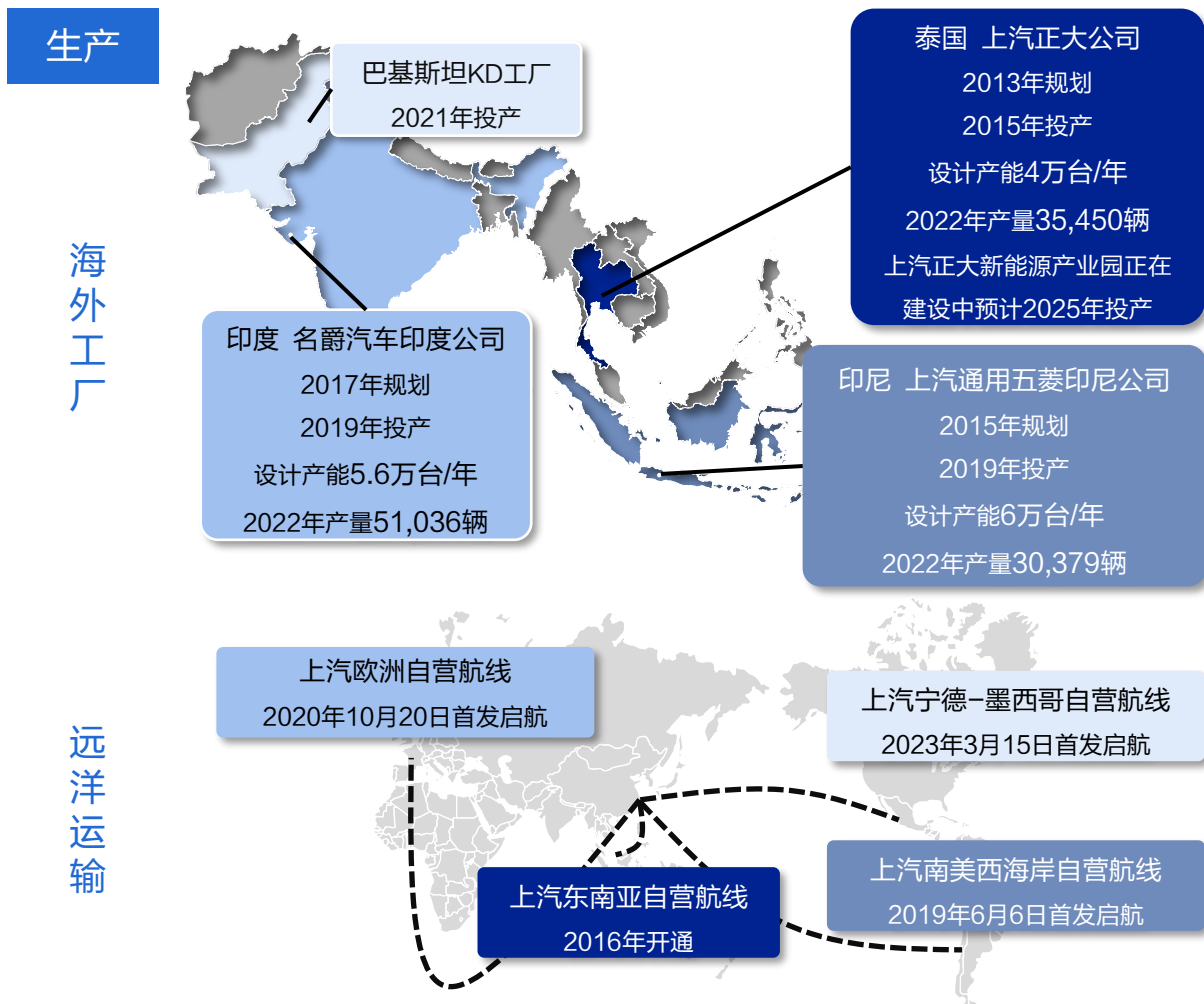 生产
海外工厂
巴基斯坦KD工厂
2021年投产
泰国 上汽正大公司
2013年规划
2015年投产
设计产能4万台/年
2022年产量35,450辆
上汽正大新能源产业园正在
建设中预计2025年投产
印度 名爵汽车印度公司
2017年规划
2019年投产
设计产能5.6万台/年
2022年产量51,036辆
印尼 上汽通用五菱印尼公司
2015年规划
2019年投产
设计产能6万台/年
2022年产量30,379辆
远洋运输
上汽欧洲自营航线
2020年10月20日首发启航
上汽宁德-墨西哥自营航线
2023年3月15日首发启航
上汽东南亚自营航线
2016年开通
上汽南美西海岸自营航线
2019年6月6日首发启航